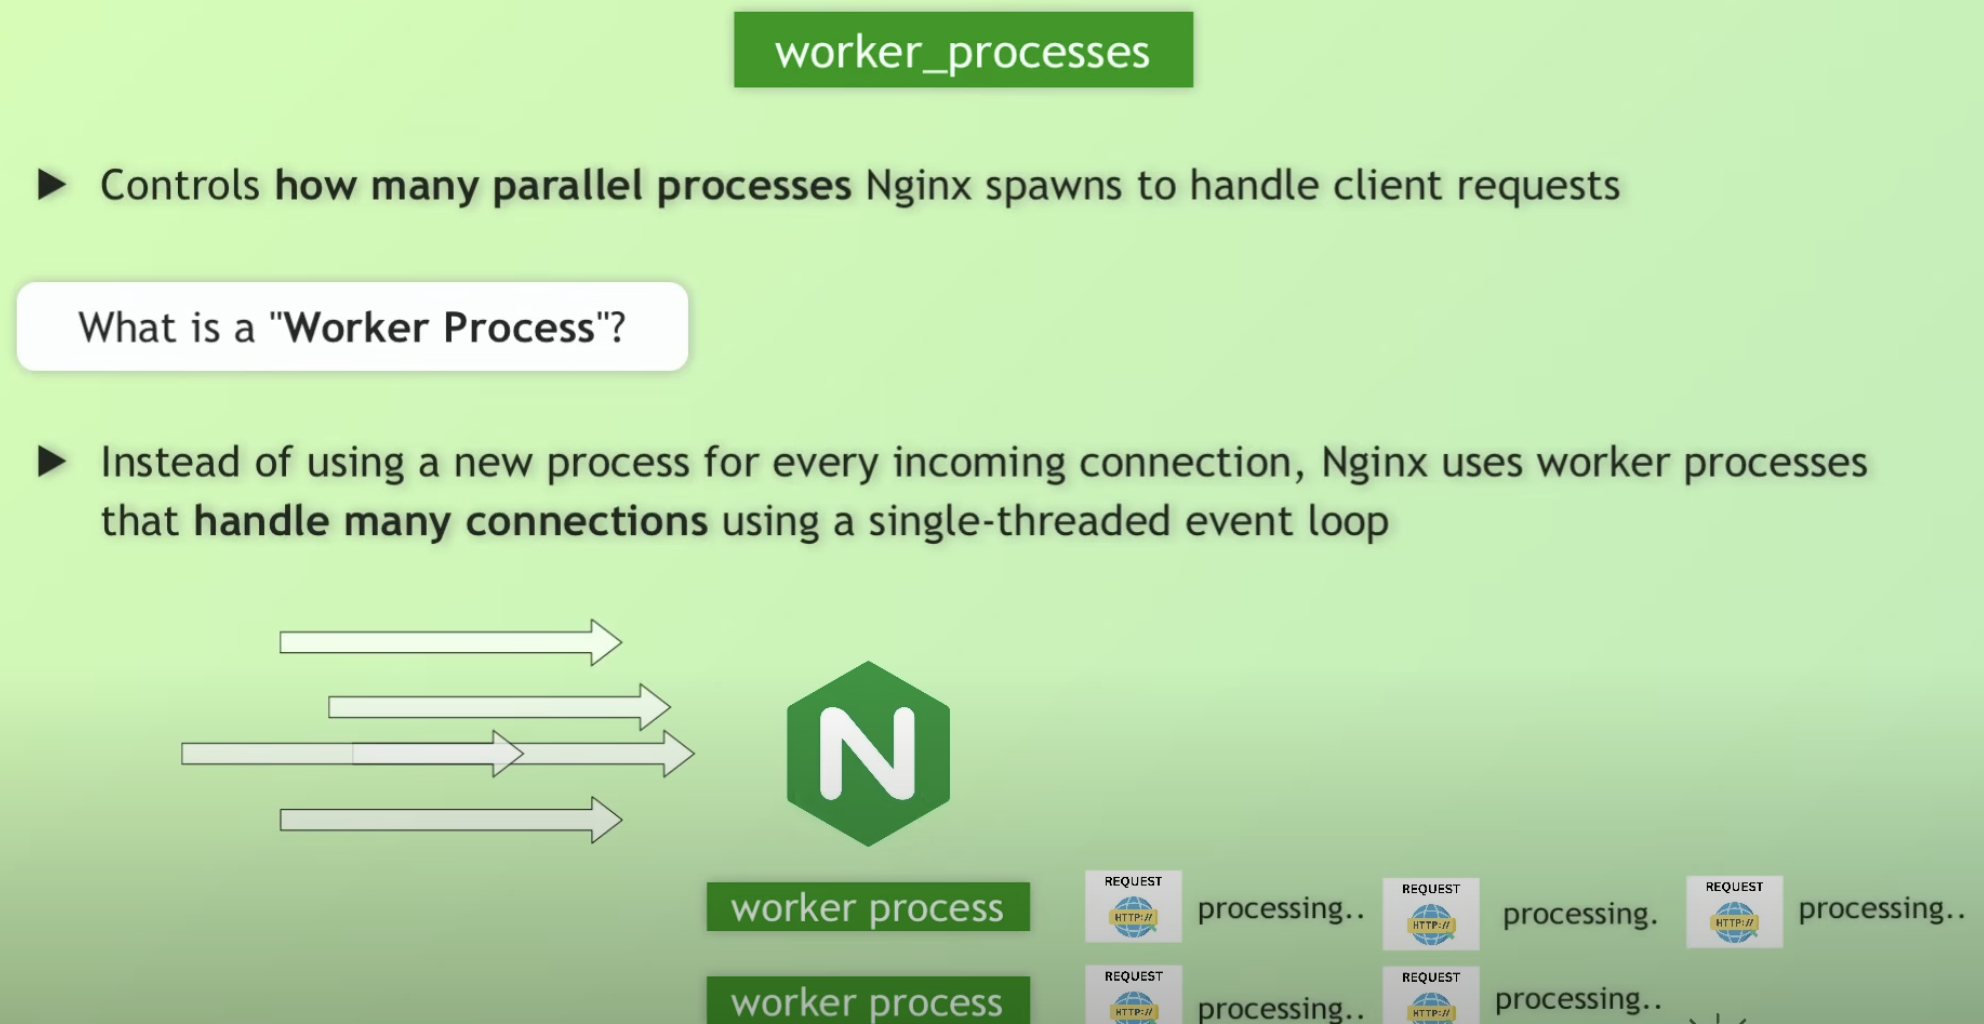 worker_processes
▶ Controls how many parallel processes Nginx spawns to handle client requests
What is a "Worker Process"?
▶ Instead of using a new process for every incoming connection, Nginx uses worker processes
that handle many connections using a single-threaded event loop
N
worker process
REQUEST
HTTP://
processing..
REQUEST
HTTP://
processing.
REQUEST
HTTP://
processing..
worker process
REQUEST
HTTP://
processing..
REQUEST
HTTP://
processing..